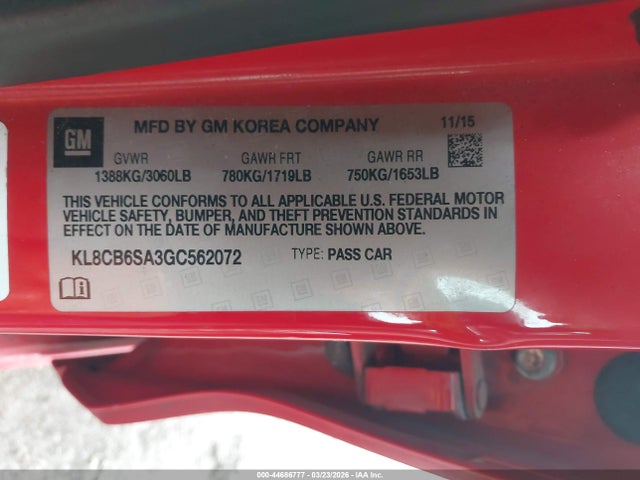 GM
MFD BY GM KOREA COMPANY 11/15
GVWR GAWR FRT GAWR RR
1388KG/3060LB 780KG/1719LB 750KG/1653LB
THIS VEHICLE CONFORMS TO ALL APPLICABLE U.S. FEDERAL MOTOR
VEHICLE SAFETY, BUMPER, AND THEFT PREVENTION STANDARDS IN
EFFECT ON THE DATE OF MANUFACTURE SHOWN ABOVE.
KL8CB6SA3GC562072 TYPE: PASS CAR
000-44686777 - 03/23/2026 - IAA, Inc.